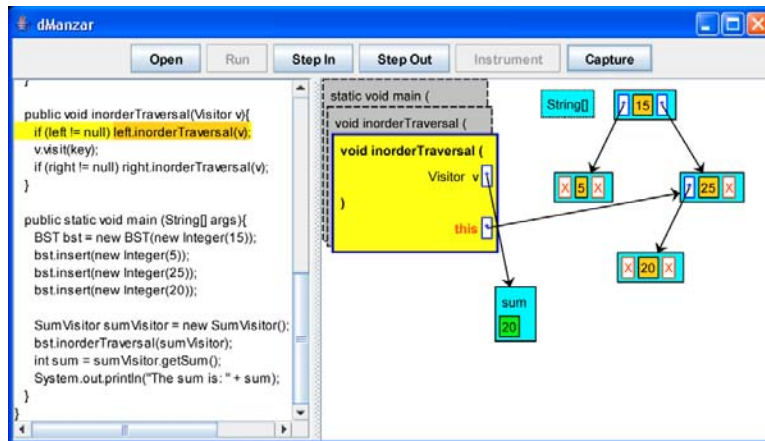 dManzar
Open Run Step In Step Out Instrument Capture
}
public void inorderTraversal(Visitor v){
if (left != null) left.inorderTraversal(v);
v.visit(key);
if (right != null) right.inorderTraversal(v);
}
public static void main (String[] args){
BST bst = new BST(new Integer(15));
bst.insert(new Integer(5));
bst.insert(new Integer(25));
bst.insert(new Integer(20));
SumVisitor sumVisitor = new SumVisitor();
bst.inorderTraversal(sumVisitor);
int sum = sumVisitor.getSum();
System.out.println("The sum is: " + sum);
}
}
static void main (
void inorderTraversal (
void inorderTraversal (
Visitor v
)
this
String[]
15
X 5 X
25 X
X 20 X
sum
20